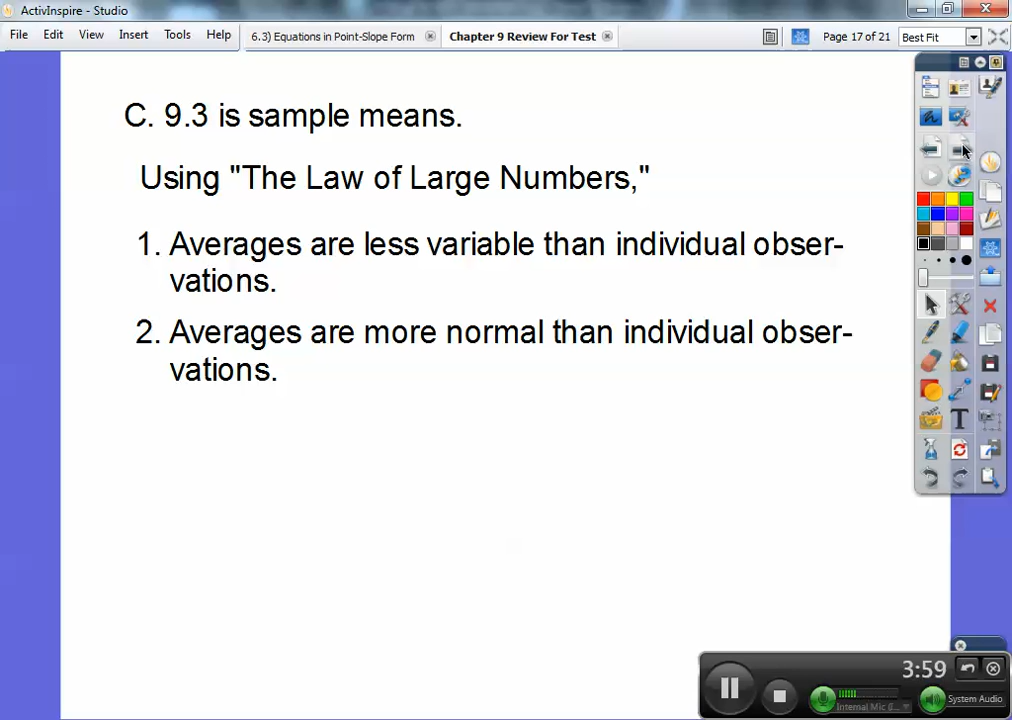 ActivInspire - Studio
File Edit View Insert Tools Help
6.3) Equations in Point-Slope Form
Chapter 9 Review For Test
Page 17 of 21
Best Fit
C. 9.3 is sample means.
Using "The Law of Large Numbers,"
1. Averages are less variable than individual obser-
vations.
2. Averages are more normal than individual obser-
vations.
T
3:59
Internal Mic (I...
System Audio